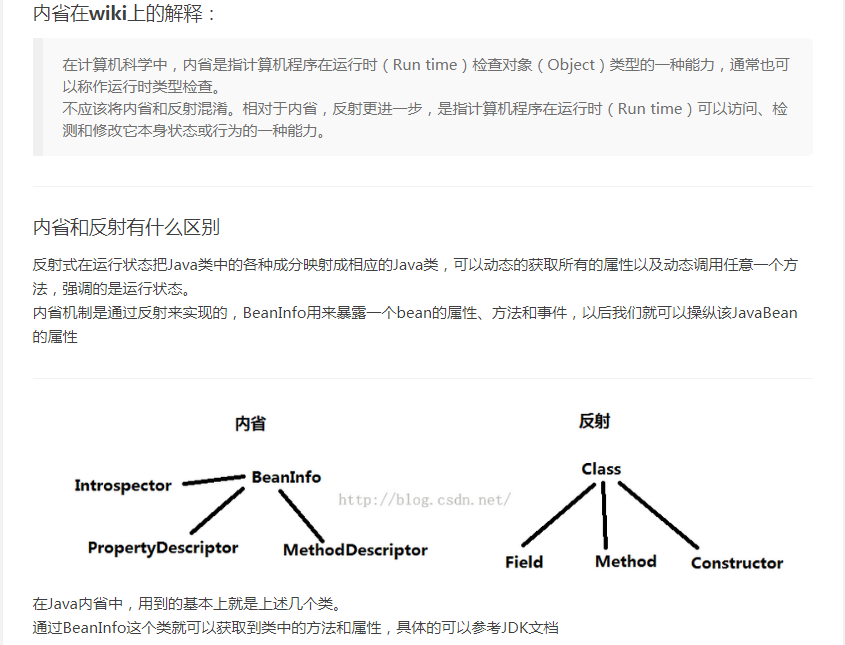 内省在wiki上的解释：
在计算机科学中，内省是指计算机程序在运行时（Run time）检查对象（Object）类型的一种能力，通常也可
以称作运行时类型检查。
不应该将内省和反射混淆。相对于内省，反射更进一步，是指计算机程序在运行时（Run time）可以访问、检
测和修改它本身状态或行为的一种能力。
内省和反射有什么区别
反射式在运行状态把Java类中的各种成分映射成相应的Java类，可以动态的获取所有的属性以及动态调用任意一个方
法，强调的是运行状态。
内省机制是通过反射来实现的，BeanInfo用来暴露一个bean的属性、方法和事件，以后我们就可以操纵该JavaBean
的属性
内省
Introspector
BeanInfo
PropertyDescriptor
MethodDescriptor
http://blog.csdn.net/
反射
Class
Field
Method
Constructor
在Java内省中，用到的基本上就是上述几个类。
通过BeanInfo这个类就可以获取到类中的方法和属性，具体的可以参考JDK文档